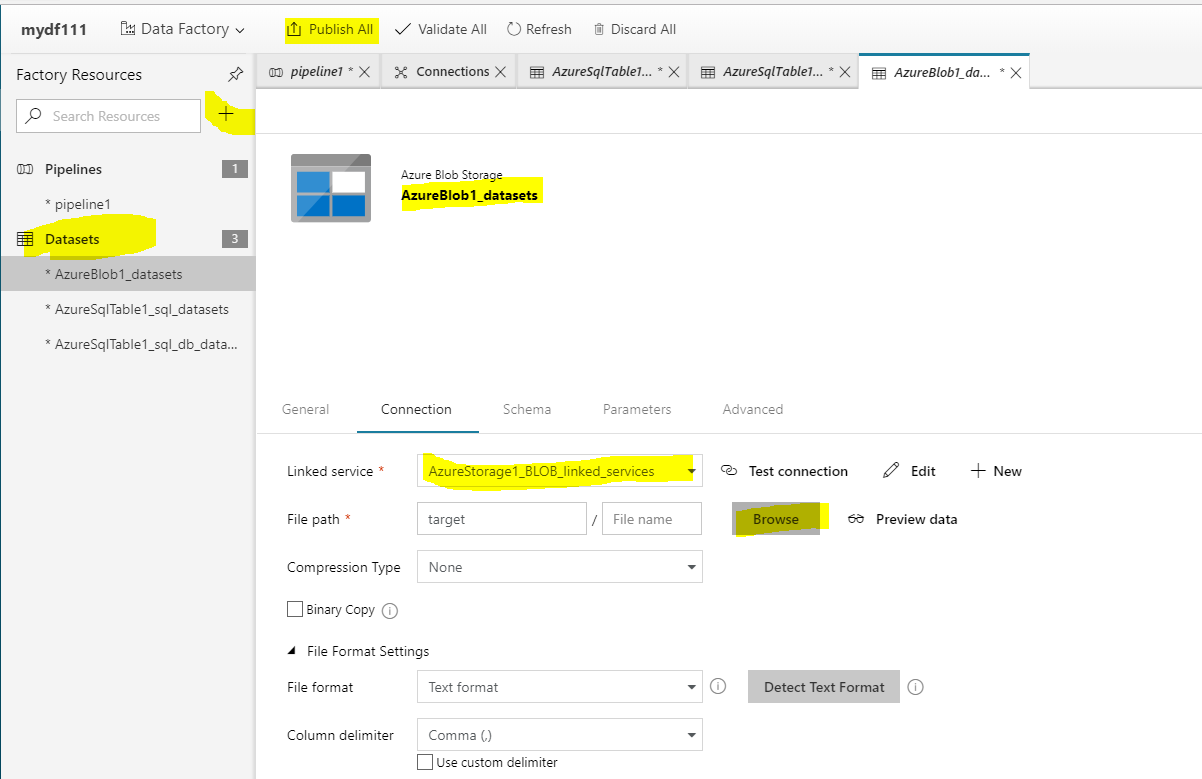 mydf111 Data Factory Publish All Validate All Refresh Discard All
Factory Resources
pipeline1 * Connections AzureSqlTable1... * AzureSqlTable1... * AzureBlob1_da... *
Search Resources
Pipelines 1
* pipeline1
Datasets 3
* AzureBlob1_datasets
* AzureSqlTable1_sql_datasets
* AzureSqlTable1_sql_db_data...
Azure Blob Storage
AzureBlob1_datasets
General Connection Schema Parameters Advanced
Linked service * AzureStorage1_BLOB_linked_services Test connection Edit New
File path * target / File name Browse Preview data
Compression Type None
Binary Copy
File Format Settings
File format Text format Detect Text Format
Column delimiter Comma (,)
Use custom delimiter